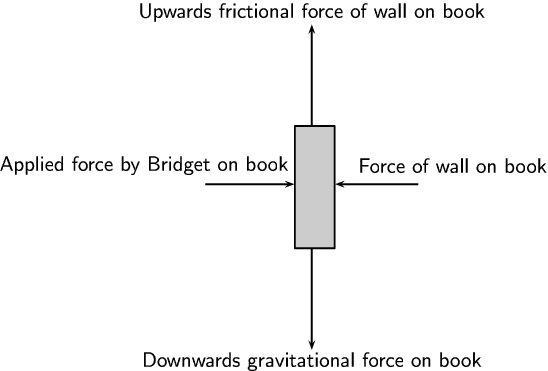 Upwards frictional force of wall on book
Applied force by Bridget on book
Force of wall on book
Downwards gravitational force on book